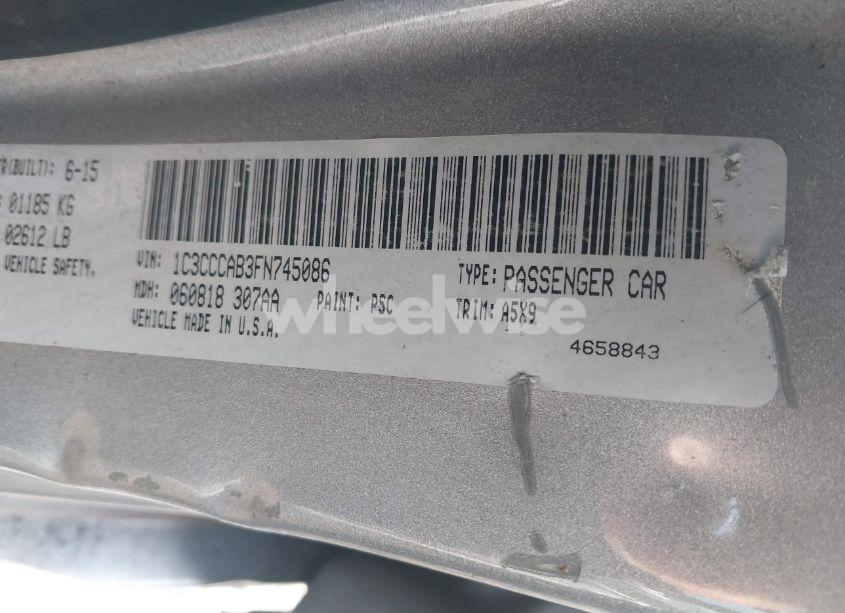 ER(BUILT): 6-15
01185 KG
02612 LB
VEHICLE SAFETY.
VIN: 1C3CCCAB3FN745086
TYPE: PASSENGER CAR
MDH: 060818 307AA
PAINT: PSC
TRIM: A5X9
VEHICLE MADE IN U.S.A.
4658843
wheelwise